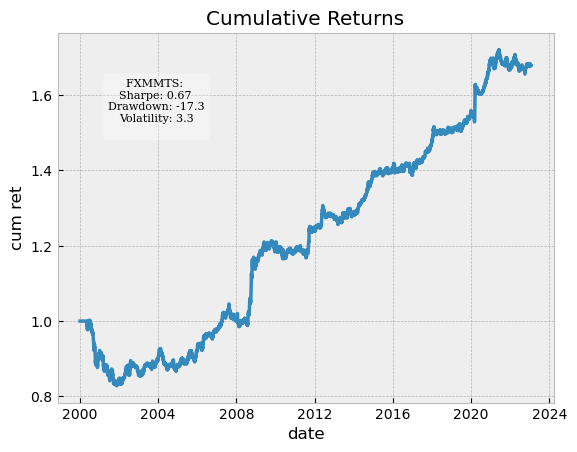 Cumulative Returns
FXMMTS:
Sharpe: 0.67
Drawdown: -17.3
Volatility: 3.3
cum ret
1.6
1.4
1.2
1.0
0.8
2000 2004 2008 2012 2016 2020 2024
date